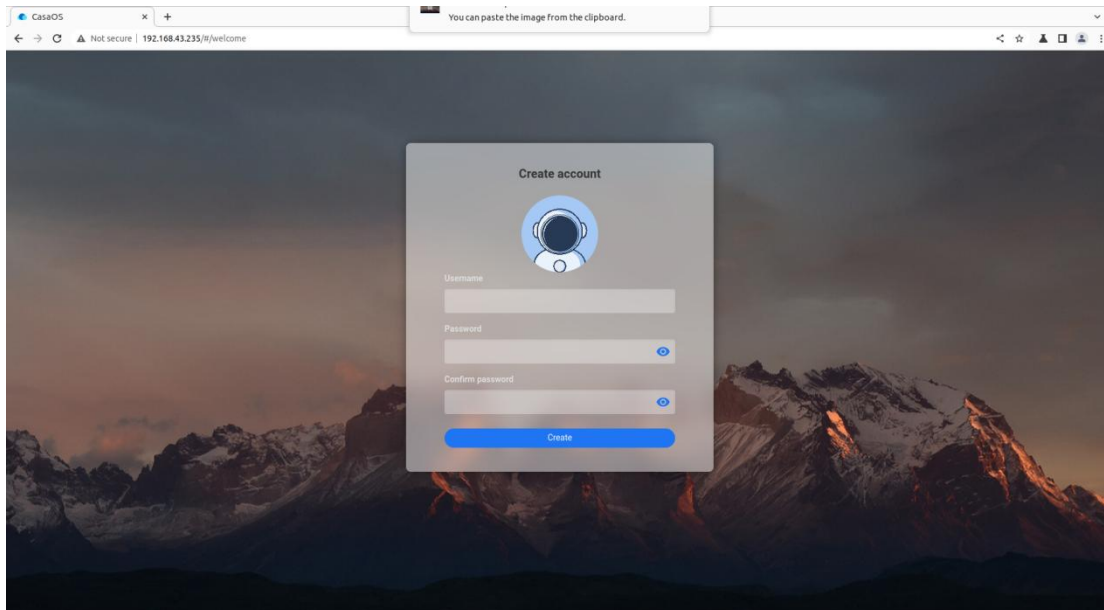 CasaOS
You can paste the image from the clipboard.
Not secure | 192.168.43.235/#/welcome
Create account
Username
Password
Confirm password
Create